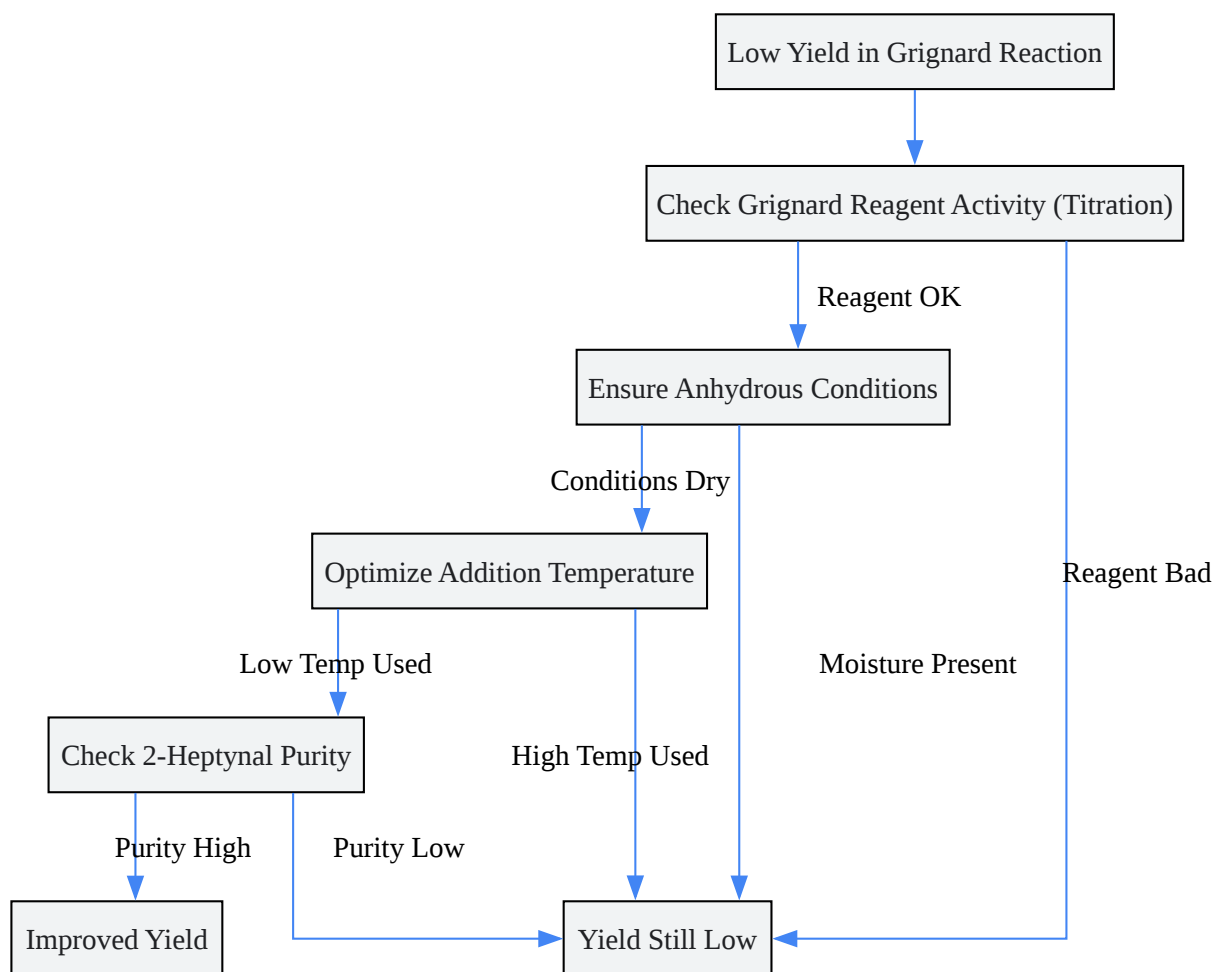 Low Yield in Grignard Reaction
Check Grignard Reagent Activity (Titration)
Reagent OK
Ensure Anhydrous Conditions
Conditions Dry
Optimize Addition Temperature
Reagent Bad
Low Temp Used
Moisture Present
Check 2-Heptynal Purity
High Temp Used
Purity High
Purity Low
Improved Yield
Yield Still Low